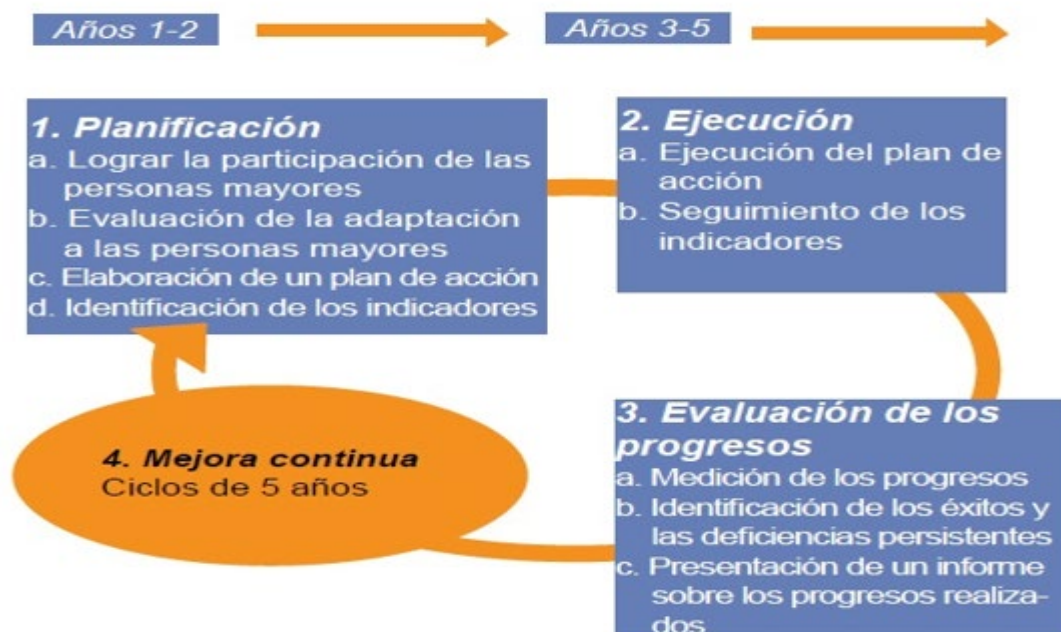 Años 1-2
Años 3-5
1. Planificación
a. Lograr la participación de las
personas mayores
b. Evaluación de la adaptación
a las personas mayores
c. Elaboración de un plan de acción
d. Identificación de los indicadores
2. Ejecución
a. Ejecución del plan de
acción
b. Seguimiento de los
indicadores
3. Evaluación de los
progresos
a. Medición de los progresos
b. Identificación de los éxitos y
las deficiencias persistentes
c. Presentación de un informe
sobre los progresos realiza-
dos
4. Mejora continua
Ciclos de 5 años